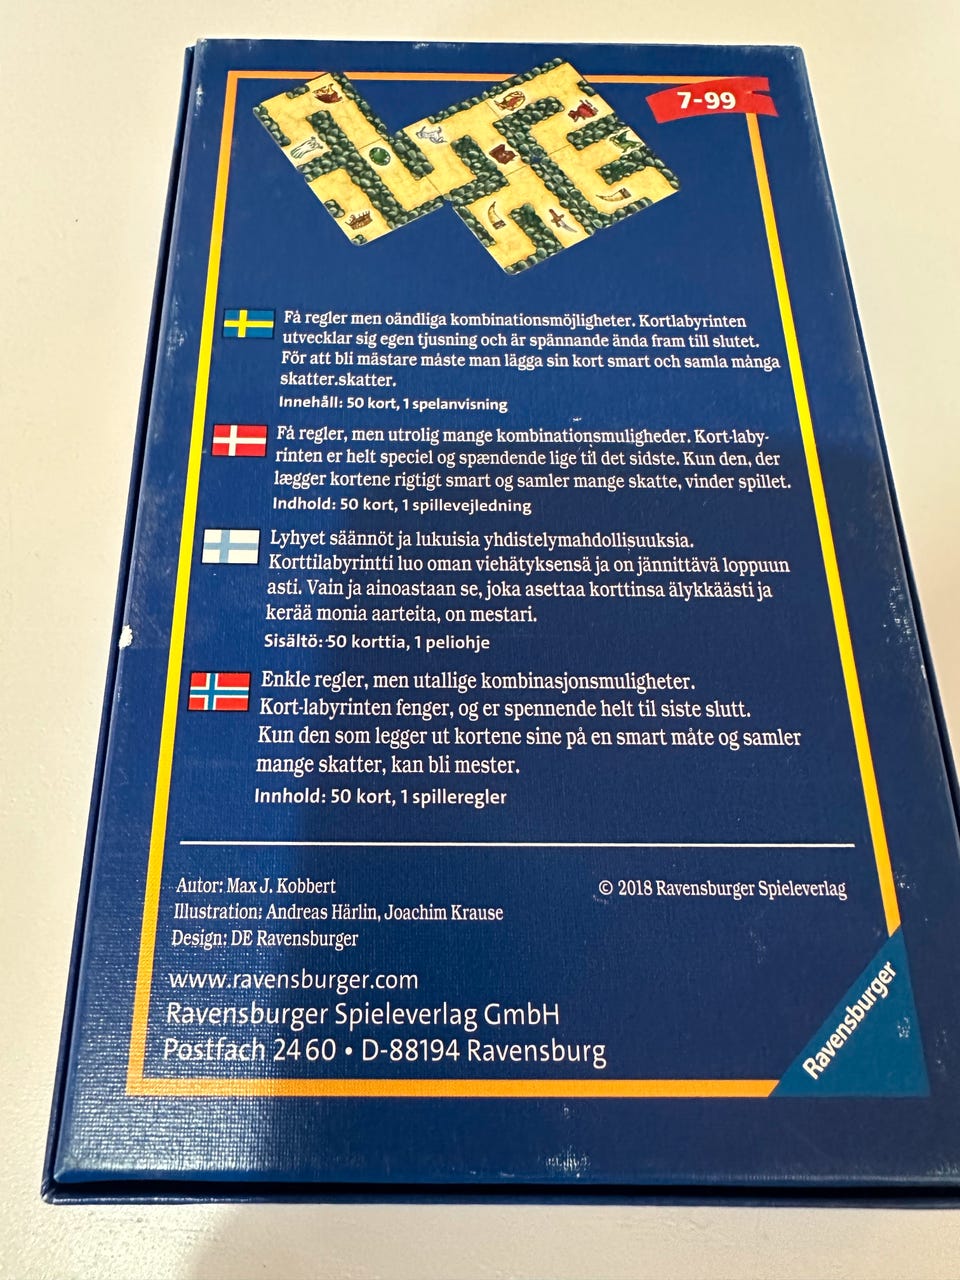 7-99
Få regler men oändliga kombinationsmöjligheter. Kortlabyrinten
utvecklar sig egen tjusning och är spännande ända fram till slutet.
För att bli mästare måste man lägga sin kort smart och samla många
skatter.skatter.
Innehåll: 50 kort, 1 spelanvisning
Få regler, men utrolig mange kombinationsmuligheder. Kort-laby-
rinten er helt speciel og spændende lige til det sidste. Kun den, der
lægger kortene rigtigt smart og samler mange skatte, vinder spillet.
Indhold: 50 kort, 1 spillevejledning
Lyhyet säännöt ja lukuisia yhdistelymahdollisuuksia.
Korttilabyrintti luo oman viehätyksensä ja on jännittävä loppuun
asti. Vain ja ainoastaan se, joka asettaa korttinsa älykkäästi ja
kerää monia aarteita, on mestari.
Sisältö: 50 korttia, 1 peliohje
Enkle regler, men utallige kombinasjonsmuligheter.
Kort-labyrinten fenger, og er spennende helt til siste slutt.
Kun den som legger ut kortene sine på en smart måte og samler
mange skatter, kan bli mester.
Innhold: 50 kort, 1 spilleregler
Autor: Max J. Kobbert
Illustration: Andreas Härlin, Joachim Krause
Design: DE Ravensburger
© 2018 Ravensburger Spieleverlag
www.ravensburger.com
Ravensburger Spieleverlag GmbH
Postfach 24 60 • D-88194 Ravensburg
Ravensburger